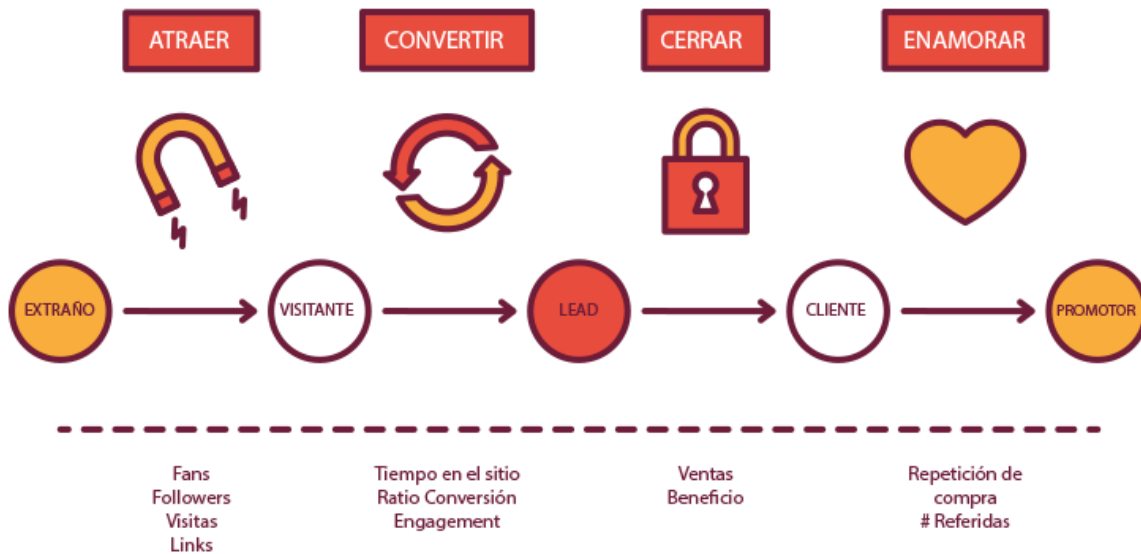 ATRAER
CONVERTIR
CERRAR
ENAMORAR
EXTRAÑO
VISITANTE
LEAD
CLIENTE
PROMOTOR
Fans
Followers
Visitas
Links
Tiempo en el sitio
Ratio Conversión
Engagement
Ventas
Beneficio
Repetición de
compra
# Referidas